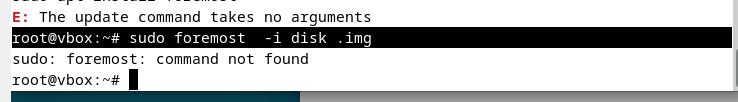 E: The update command takes no arguments
root@vbox:~# sudo foremost  -i disk .img
sudo: foremost: command not found
root@vbox:~#